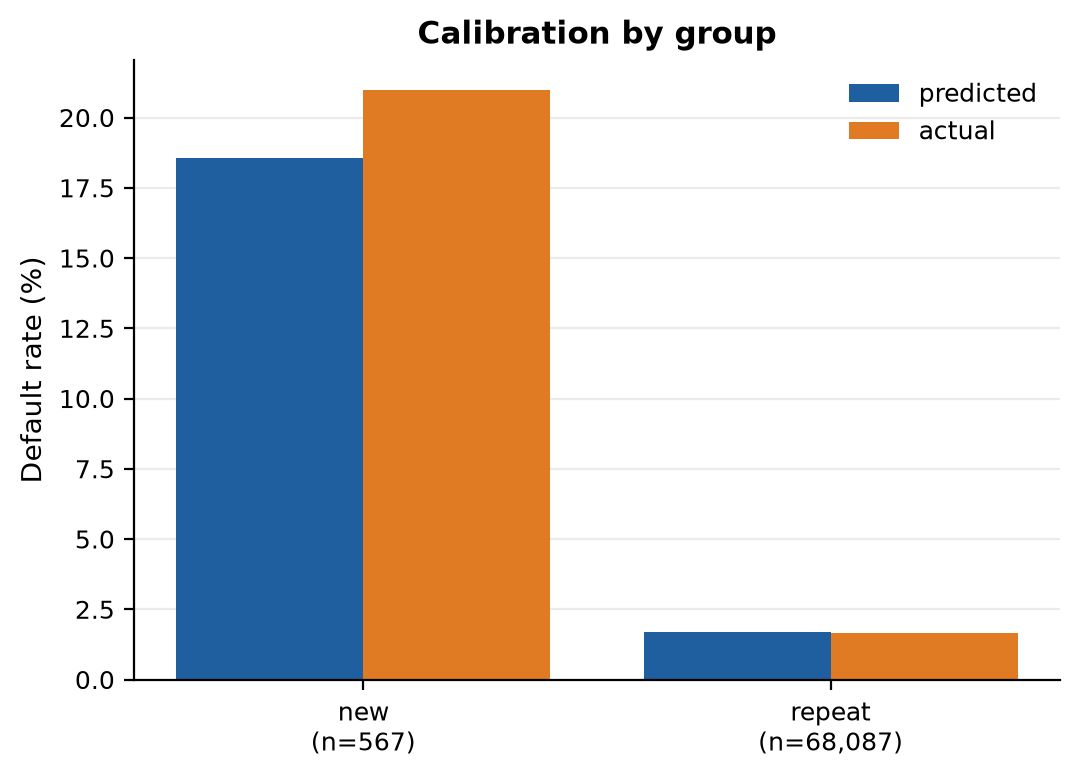 Calibration by group
predicted
actual
Default rate (%)
20.0
17.5
15.0
12.5
10.0
7.5
5.0
2.5
0.0
new
(n=567)
repeat
(n=68,087)